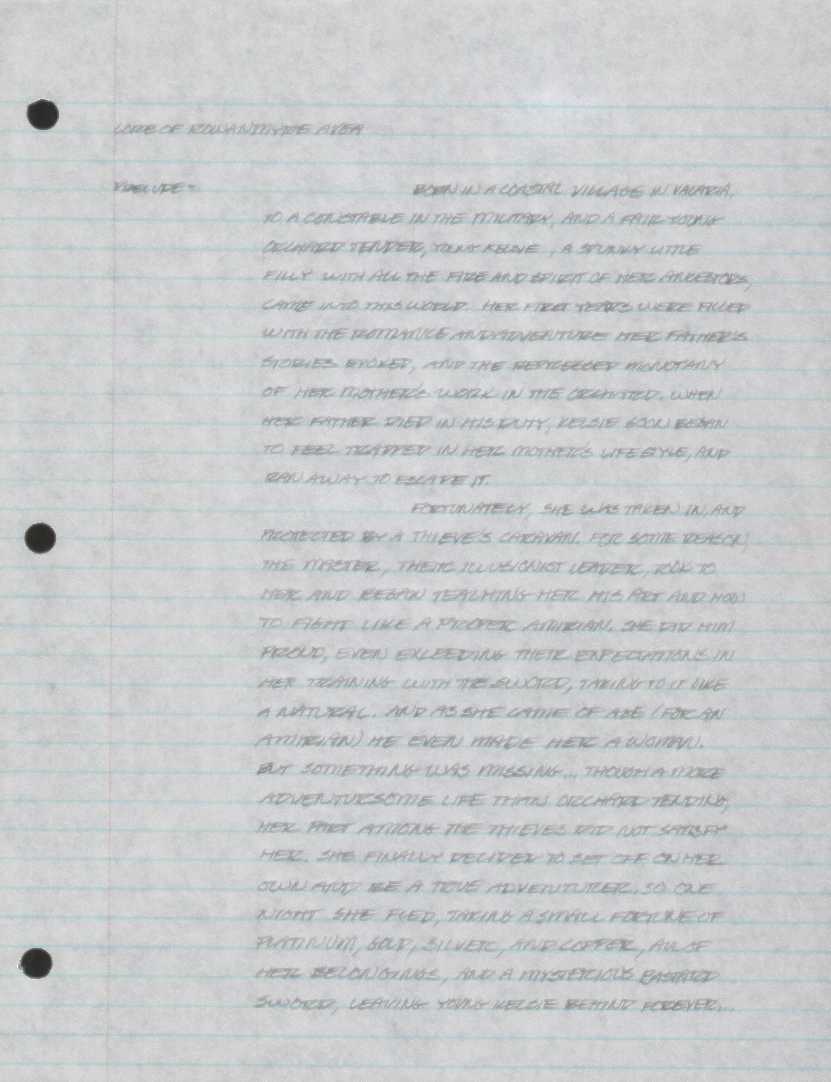 LORE OF ROWANMYRE AVEA
PRELUDE- BORN IN A COASTAL VILLAGE IN VALARIA,
TO A CONSTABLE IN THE MILITARY, AND A FAIR YOUNG
ORCHARD TENDER, YOUNG KELSIE, A SPUNKY LITTLE
FILLY WITH ALL THE FIRE AND SPIRIT OF HER ANCESTORS,
CAME INTO THIS WORLD. HER FIRST YEARS WERE FILLED
WITH THE ROMANCE AND ADVENTURE HER FATHER'S
STORIES EVOKED, AND THE REPRESSED MONOTANY
OF HER MOTHER'S WORK IN THE ORCHARD. WHEN
HER FATHER DIED IN HIS DUTY, KELSIE SOON BEGAN
TO FEEL TRAPPED IN HER MOTHER'S LIFESTYLE, AND
RAN AWAY TO ESCAPE IT.
FORTUNATELY, SHE WAS TAKEN IN, AND
PROTECTED BY A THIEVE'S CARAVAN. FOR SOME REASON,
THE MASTER, THEIR ILLUSIONIST LEADER, TOOK TO
HER AND BEGAN TEACHING HER HIS ART AND HOW
TO FIGHT LIKE A PROPER AMIRIAN. SHE DID HIM
PROUD, EVEN EXCEEDING THEIR EXPECTATIONS IN
HER TRAINING WITH THE SWORD, TAKING TO IT LIKE
A NATURAL. AND AS SHE CAME OF AGE (FOR AN
AMIRIAN) HE EVEN MADE HER A WOMAN.
BUT SOMETHING WAS MISSING... THOUGH A MORE
ADVENTURSOME LIFE THAN ORCHARD TENDING,
HER PART AMONG THE THIEVES DID NOT SATISFY
HER. SHE FINALLY DECIDED TO SET OFF ON HER
OWN AND BE A TRUE ADVENTURER. SO ONE
NIGHT SHE FLED, TAKING A SMALL FORTUNE OF
PLATINUM, GOLD, SILVER, AND COPPER, ALL OF
HER BELONGINGS, AND A MYSTERIOUS BASTARD
SWORD, LEAVING YOUNG KELSIE BEHIND FOREVER...